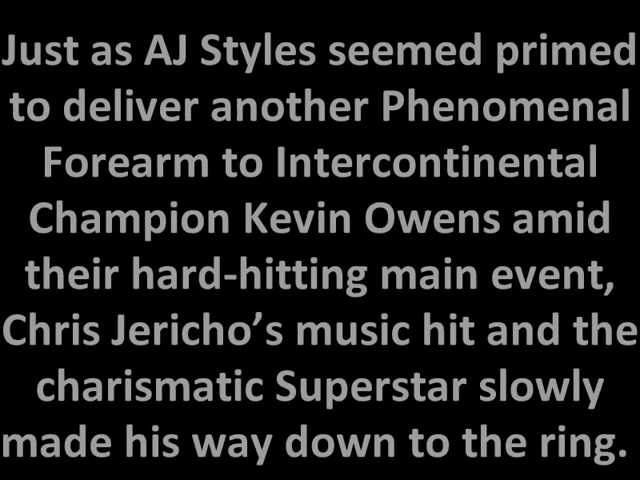 Just as AJ Styles seemed primed
to deliver another Phenomenal
Forearm to Intercontinental
Champion Kevin Owens amid
their hard-hitting main event,
Chris Jericho’s music hit and the
charismatic Superstar slowly
made his way down to the ring.